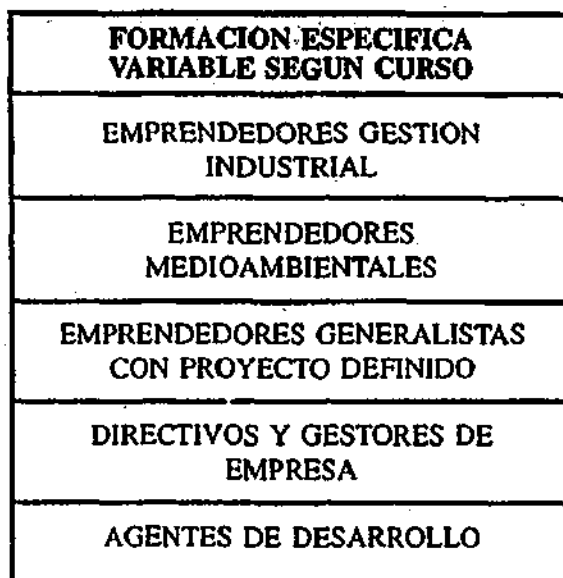 FORMACION ESPECIFICA
VARIABLE SEGUN CURSO
EMPRENDEDORES GESTION
INDUSTRIAL
EMPRENDEDORES
MEDIOAMBIENTALES
EMPRENDEDORES GENERALISTAS
CON PROYECTO DEFINIDO
DIRECTIVOS Y GESTORES DE
EMPRESA
AGENTES DE DESARROLLO